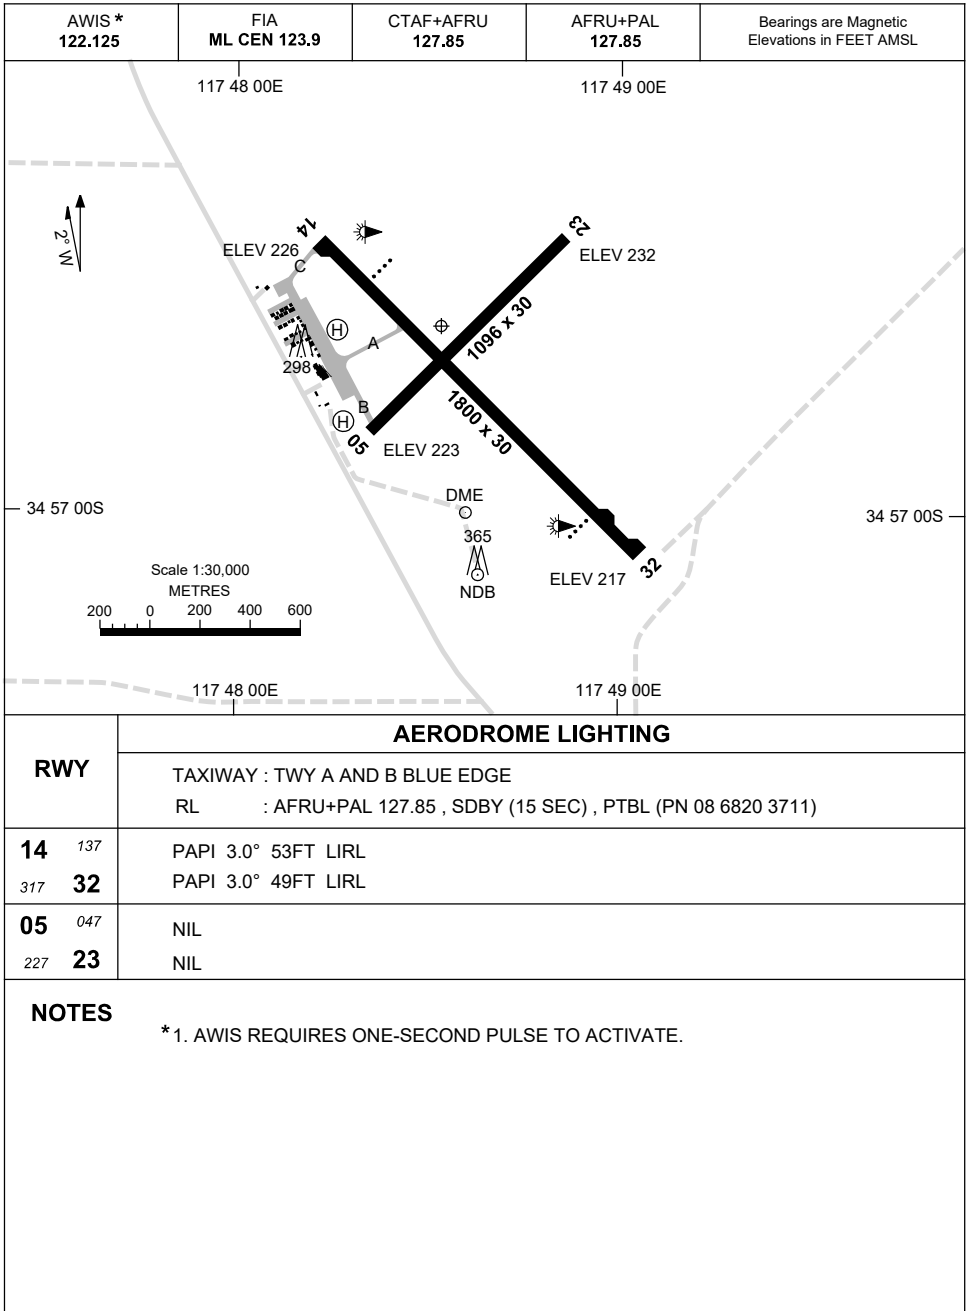 AWIS *
122.125
FIA
ML CEN 123.9
CTAF+AFRU
127.85
AFRU+PAL
127.85
Bearings are Magnetic
Elevations in FEET AMSL
117 48 00E
117 49 00E
2° W
14
23
ELEV 226
ELEV 232
C
H
A
1096 x 30
298
1800 x 30
B
H
05
ELEV 223
DME
34 57 00S
34 57 00S
365
NDB
ELEV 217
32
Scale 1:30,000
METRES
200 0 200 400 600
117 48 00E
117 49 00E
RWY
AERODROME LIGHTING
TAXIWAY : TWY A AND B BLUE EDGE
RL : AFRU+PAL 127.85 , SDBY (15 SEC) , PTBL (PN 08 6820 3711)
14 137 PAPI 3.0° 53FT LIRL
317 32 PAPI 3.0° 49FT LIRL
05 047 NIL
227 23 NIL
NOTES
*1. AWIS REQUIRES ONE-SECOND PULSE TO ACTIVATE.